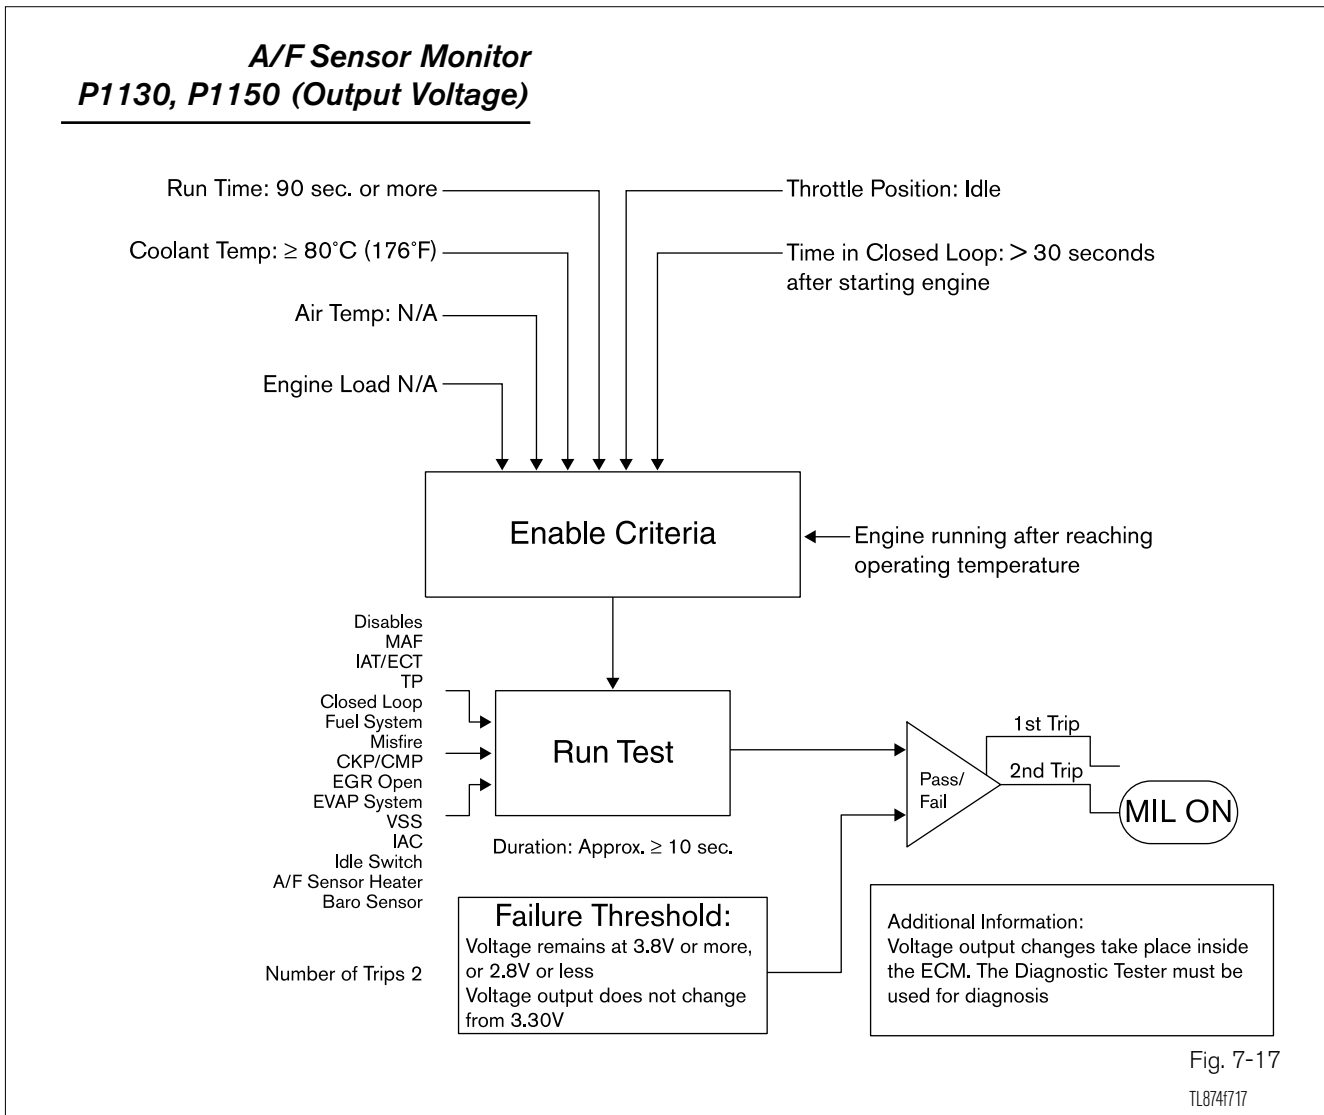 A/F Sensor Monitor
P1130, P1150 (Output Voltage)
Run Time: 90 sec. or more
Throttle Position: Idle
Coolant Temp: ≥ 80˚C (176˚F)
Time in Closed Loop: > 30 seconds
after starting engine
Air Temp: N/A
Engine Load N/A
Enable Criteria
Engine running after reaching
operating temperature
Disables
MAF
IAT/ECT
TP
Closed Loop
Fuel System
Misfire
CKP/CMP
EGR Open
EVAP System
VSS
IAC
Idle Switch
A/F Sensor Heater
Baro Sensor
Run Test
Duration: Approx. ≥ 10 sec.
Pass/
Fail
1st Trip
2nd Trip
MIL ON
Number of Trips 2
Failure Threshold:
Voltage remains at 3.8V or more,
or 2.8V or less
Voltage output does not change
from 3.30V
Additional Information:
Voltage output changes take place inside
the ECM. The Diagnostic Tester must be
used for diagnosis
Fig. 7-17
TL874f717